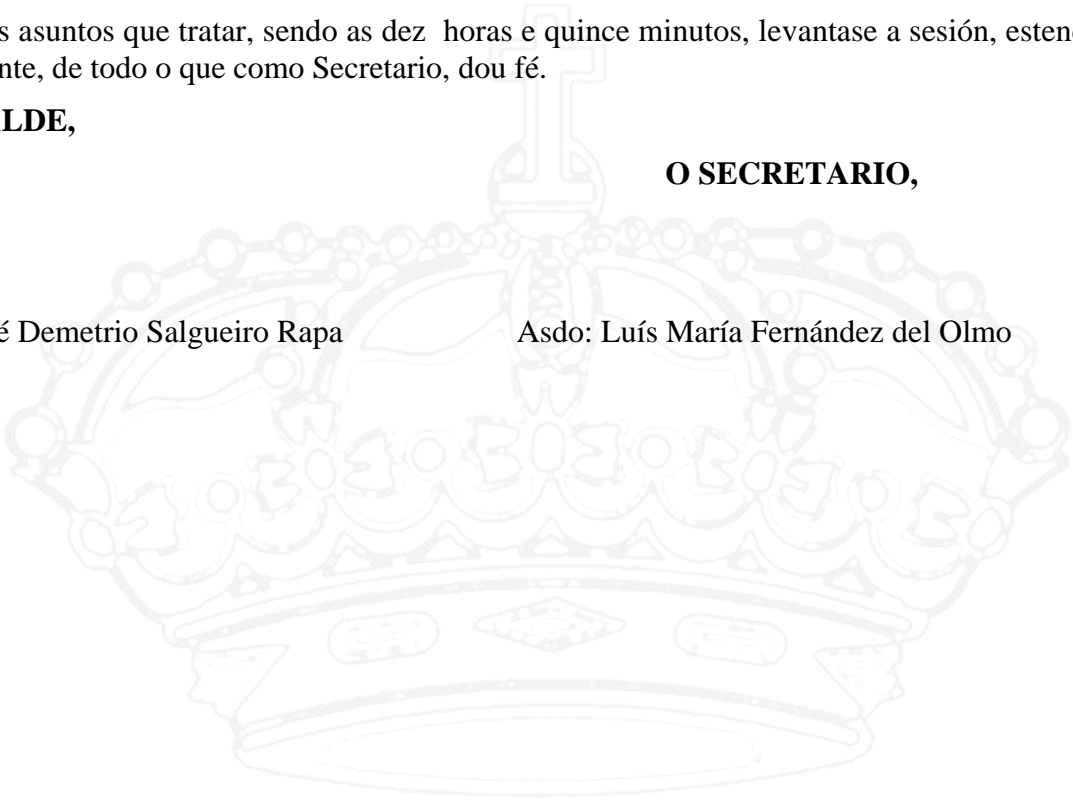 s asuntos que tratar, sendo as dez horas e quince minutos, levantase a sesión, esten
nte, de todo o que como Secretario, dou fé.
LDE,
O SECRETARIO,
é Demetrio Salgueiro Rapa Asdo: Luís María Fernández del Olmo